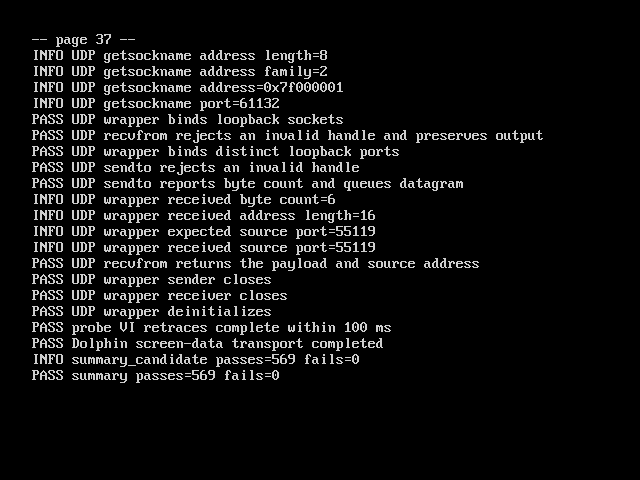 -- page 37 --
INFO UDP getsockname address length=8
INFO UDP getsockname address family=2
INFO UDP getsockname address=0x7f000001
INFO UDP getsockname port=61132
PASS UDP wrapper binds loopback sockets
PASS UDP recvfrom rejects an invalid handle and preserves output
PASS UDP wrapper binds distinct loopback ports
PASS UDP sendto rejects an invalid handle
PASS UDP sendto reports byte count and queues datagram
INFO UDP wrapper received byte count=6
INFO UDP wrapper received address length=16
INFO UDP wrapper expected source port=55119
INFO UDP wrapper received source port=55119
PASS UDP recvfrom returns the payload and source address
PASS UDP wrapper sender closes
PASS UDP wrapper receiver closes
PASS UDP wrapper deinitializes
PASS probe VI retraces complete within 100 ms
PASS Dolphin screen-data transport completed
INFO summary_candidate passes=569 fails=0
PASS summary passes=569 fails=0